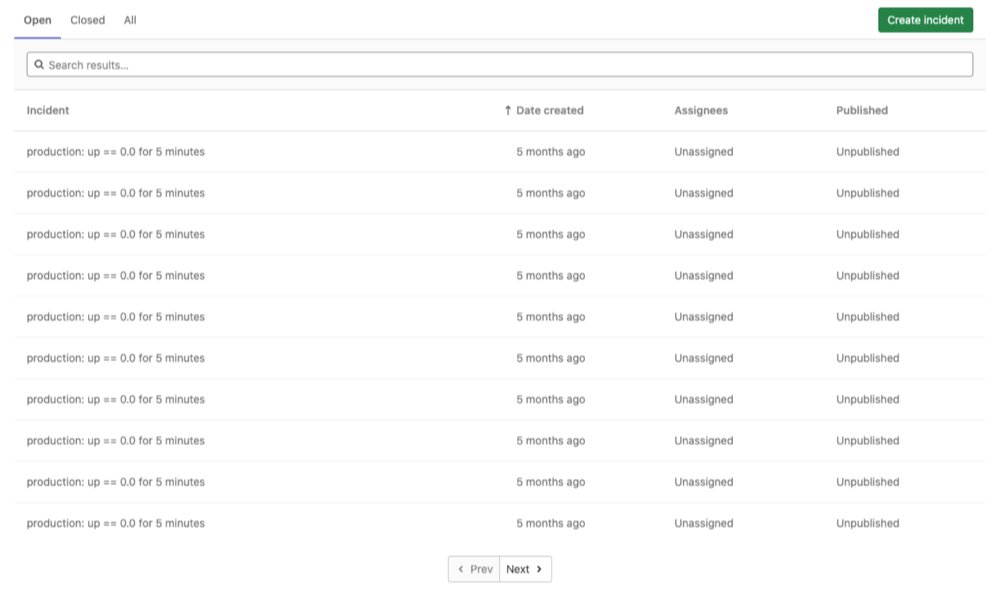 Open Closed All Create incident
Search results...
Incident ↑ Date created Assignees Published
production: up == 0.0 for 5 minutes 5 months ago Unassigned Unpublished
production: up == 0.0 for 5 minutes 5 months ago Unassigned Unpublished
production: up == 0.0 for 5 minutes 5 months ago Unassigned Unpublished
production: up == 0.0 for 5 minutes 5 months ago Unassigned Unpublished
production: up == 0.0 for 5 minutes 5 months ago Unassigned Unpublished
production: up == 0.0 for 5 minutes 5 months ago Unassigned Unpublished
production: up == 0.0 for 5 minutes 5 months ago Unassigned Unpublished
production: up == 0.0 for 5 minutes 5 months ago Unassigned Unpublished
production: up == 0.0 for 5 minutes 5 months ago Unassigned Unpublished
production: up == 0.0 for 5 minutes 5 months ago Unassigned Unpublished
‹ Prev Next ›